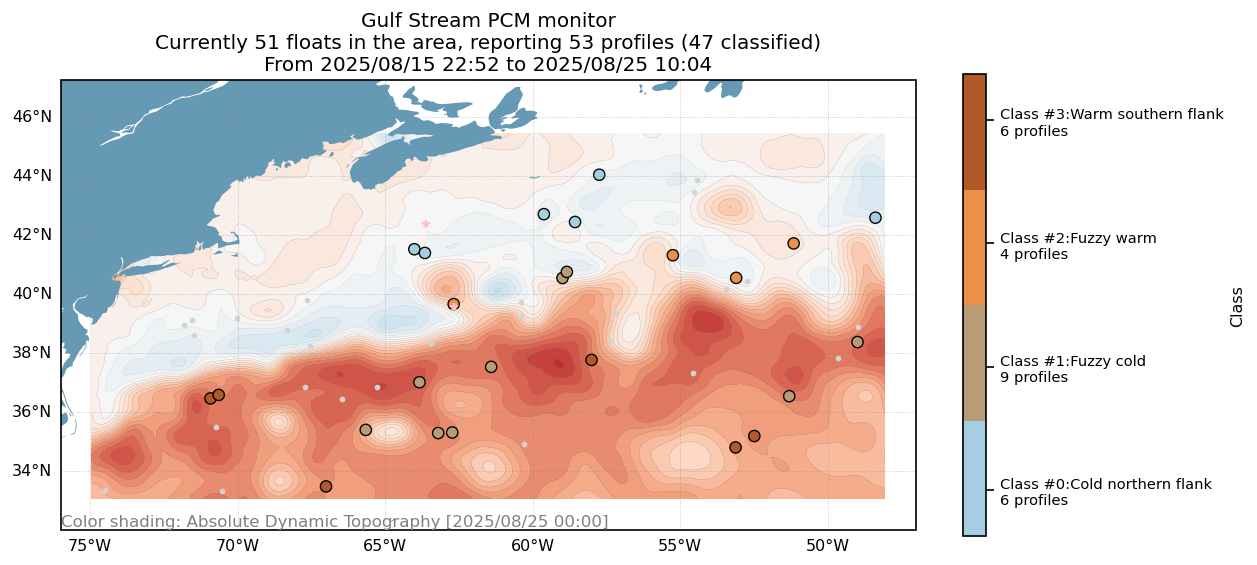 Gulf Stream PCM monitor
Currently 51 floats in the area, reporting 53 profiles (47 classified)
From 2025/08/15 22:52 to 2025/08/25 10:04
46°N
44°N
42°N
40°N
38°N
36°N
34°N
Color shading: Absolute Dynamic Topography [2025/08/25 00:00]
75°W
70°W
65°W
60°W
55°W
50°W
Class #3:Warm southern flank
6 profiles
Class #2:Fuzzy warm
4 profiles
Class #1:Fuzzy cold
9 profiles
Class #0:Cold northern flank
6 profiles
Class